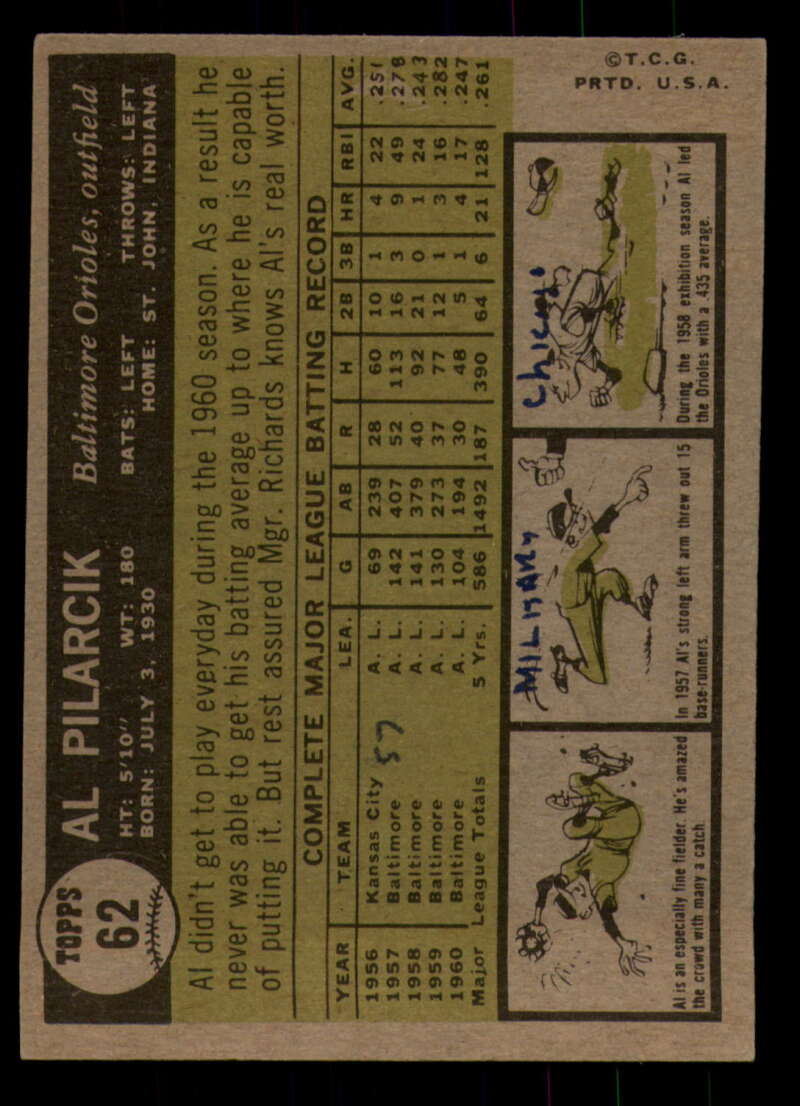 TOPPS
62
AL PILARCIK Baltimore Orioles, outfield
HT: 5'10" WT: 180 BATS: LEFT THROWS: LEFT
BORN: JULY 3, 1930 HOME: ST. JOHN, INDIANA
Al didn't get to play everyday during the 1960 season. As a result he
never was able to get his batting average up to where he is capable
of putting it. But rest assured Mgr. Richards knows Al's real worth.
COMPLETE MAJOR LEAGUE BATTING RECORD
YEAR TEAM LEA. G AB R H 2B 3B HR RBI AVG.
1956 Kansas City A. L. 69 239 28 60 10 1 4 22 .251
1957 Baltimore 57 A. L. 142 407 52 113 16 3 9 49 .278
1958 Baltimore A. L. 141 379 40 92 21 0 1 24 .243
1959 Baltimore A. L. 130 273 37 77 12 1 3 16 .282
1960 Baltimore A. L. 104 194 30 48 5 1 4 17 .247
Major League Totals 5 Yrs. 586 1492 187 390 64 6 21 128 .261
Al is an especially fine fielder. He's amazed
the crowd with many a catch.
MILITARY
In 1957 Al's strong left arm threw out 15
base-runners.
Chicago
During the 1958 exhibition season Al led
the Orioles with a .435 average.
©T.C.G.
PRTD. U.S.A.